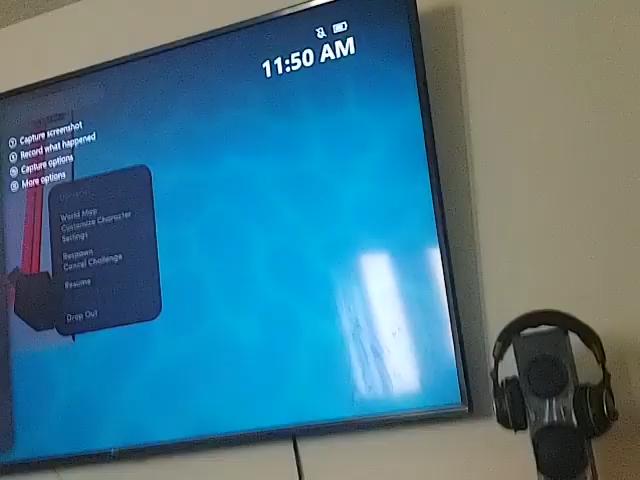 11:50 AM
Capture screenshot
Record what happened
Capture options
More options
World Map
Customize Character
Settings
Respawn
Cancel Challenge
Resume
Drop Out